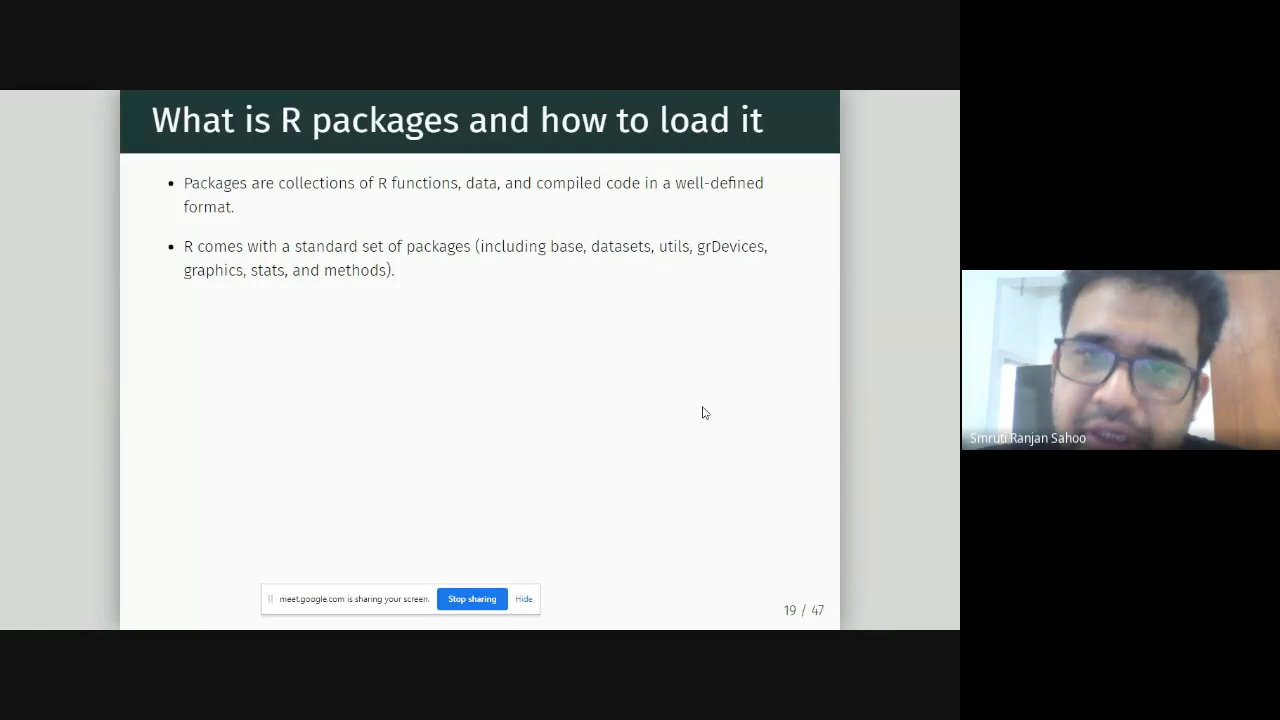 What is R packages and how to load it
Packages are collections of R functions, data, and compiled code in a well-defined
format.
R comes with a standard set of packages (including base, datasets, utils, grDevices,
graphics, stats, and methods).
meet.google.com is sharing your screen.
Stop sharing
Hide
19 / 47
Smruti Ranjan Sahoo